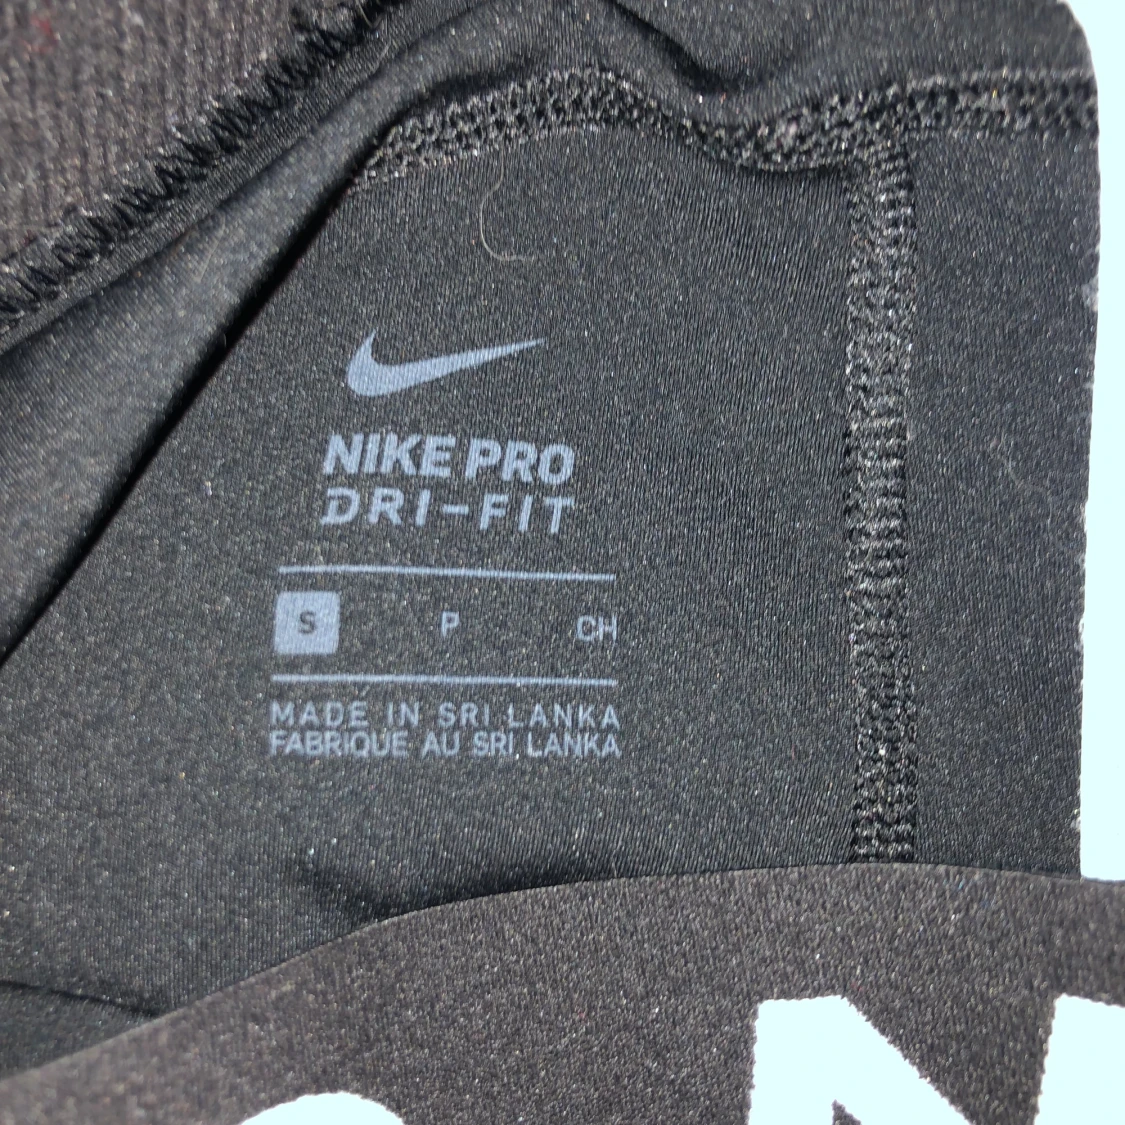 NIKE PRO
DRI-FIT
S P CH
MADE IN SRI LANKA
FABRIQUE AU SRI LANKA